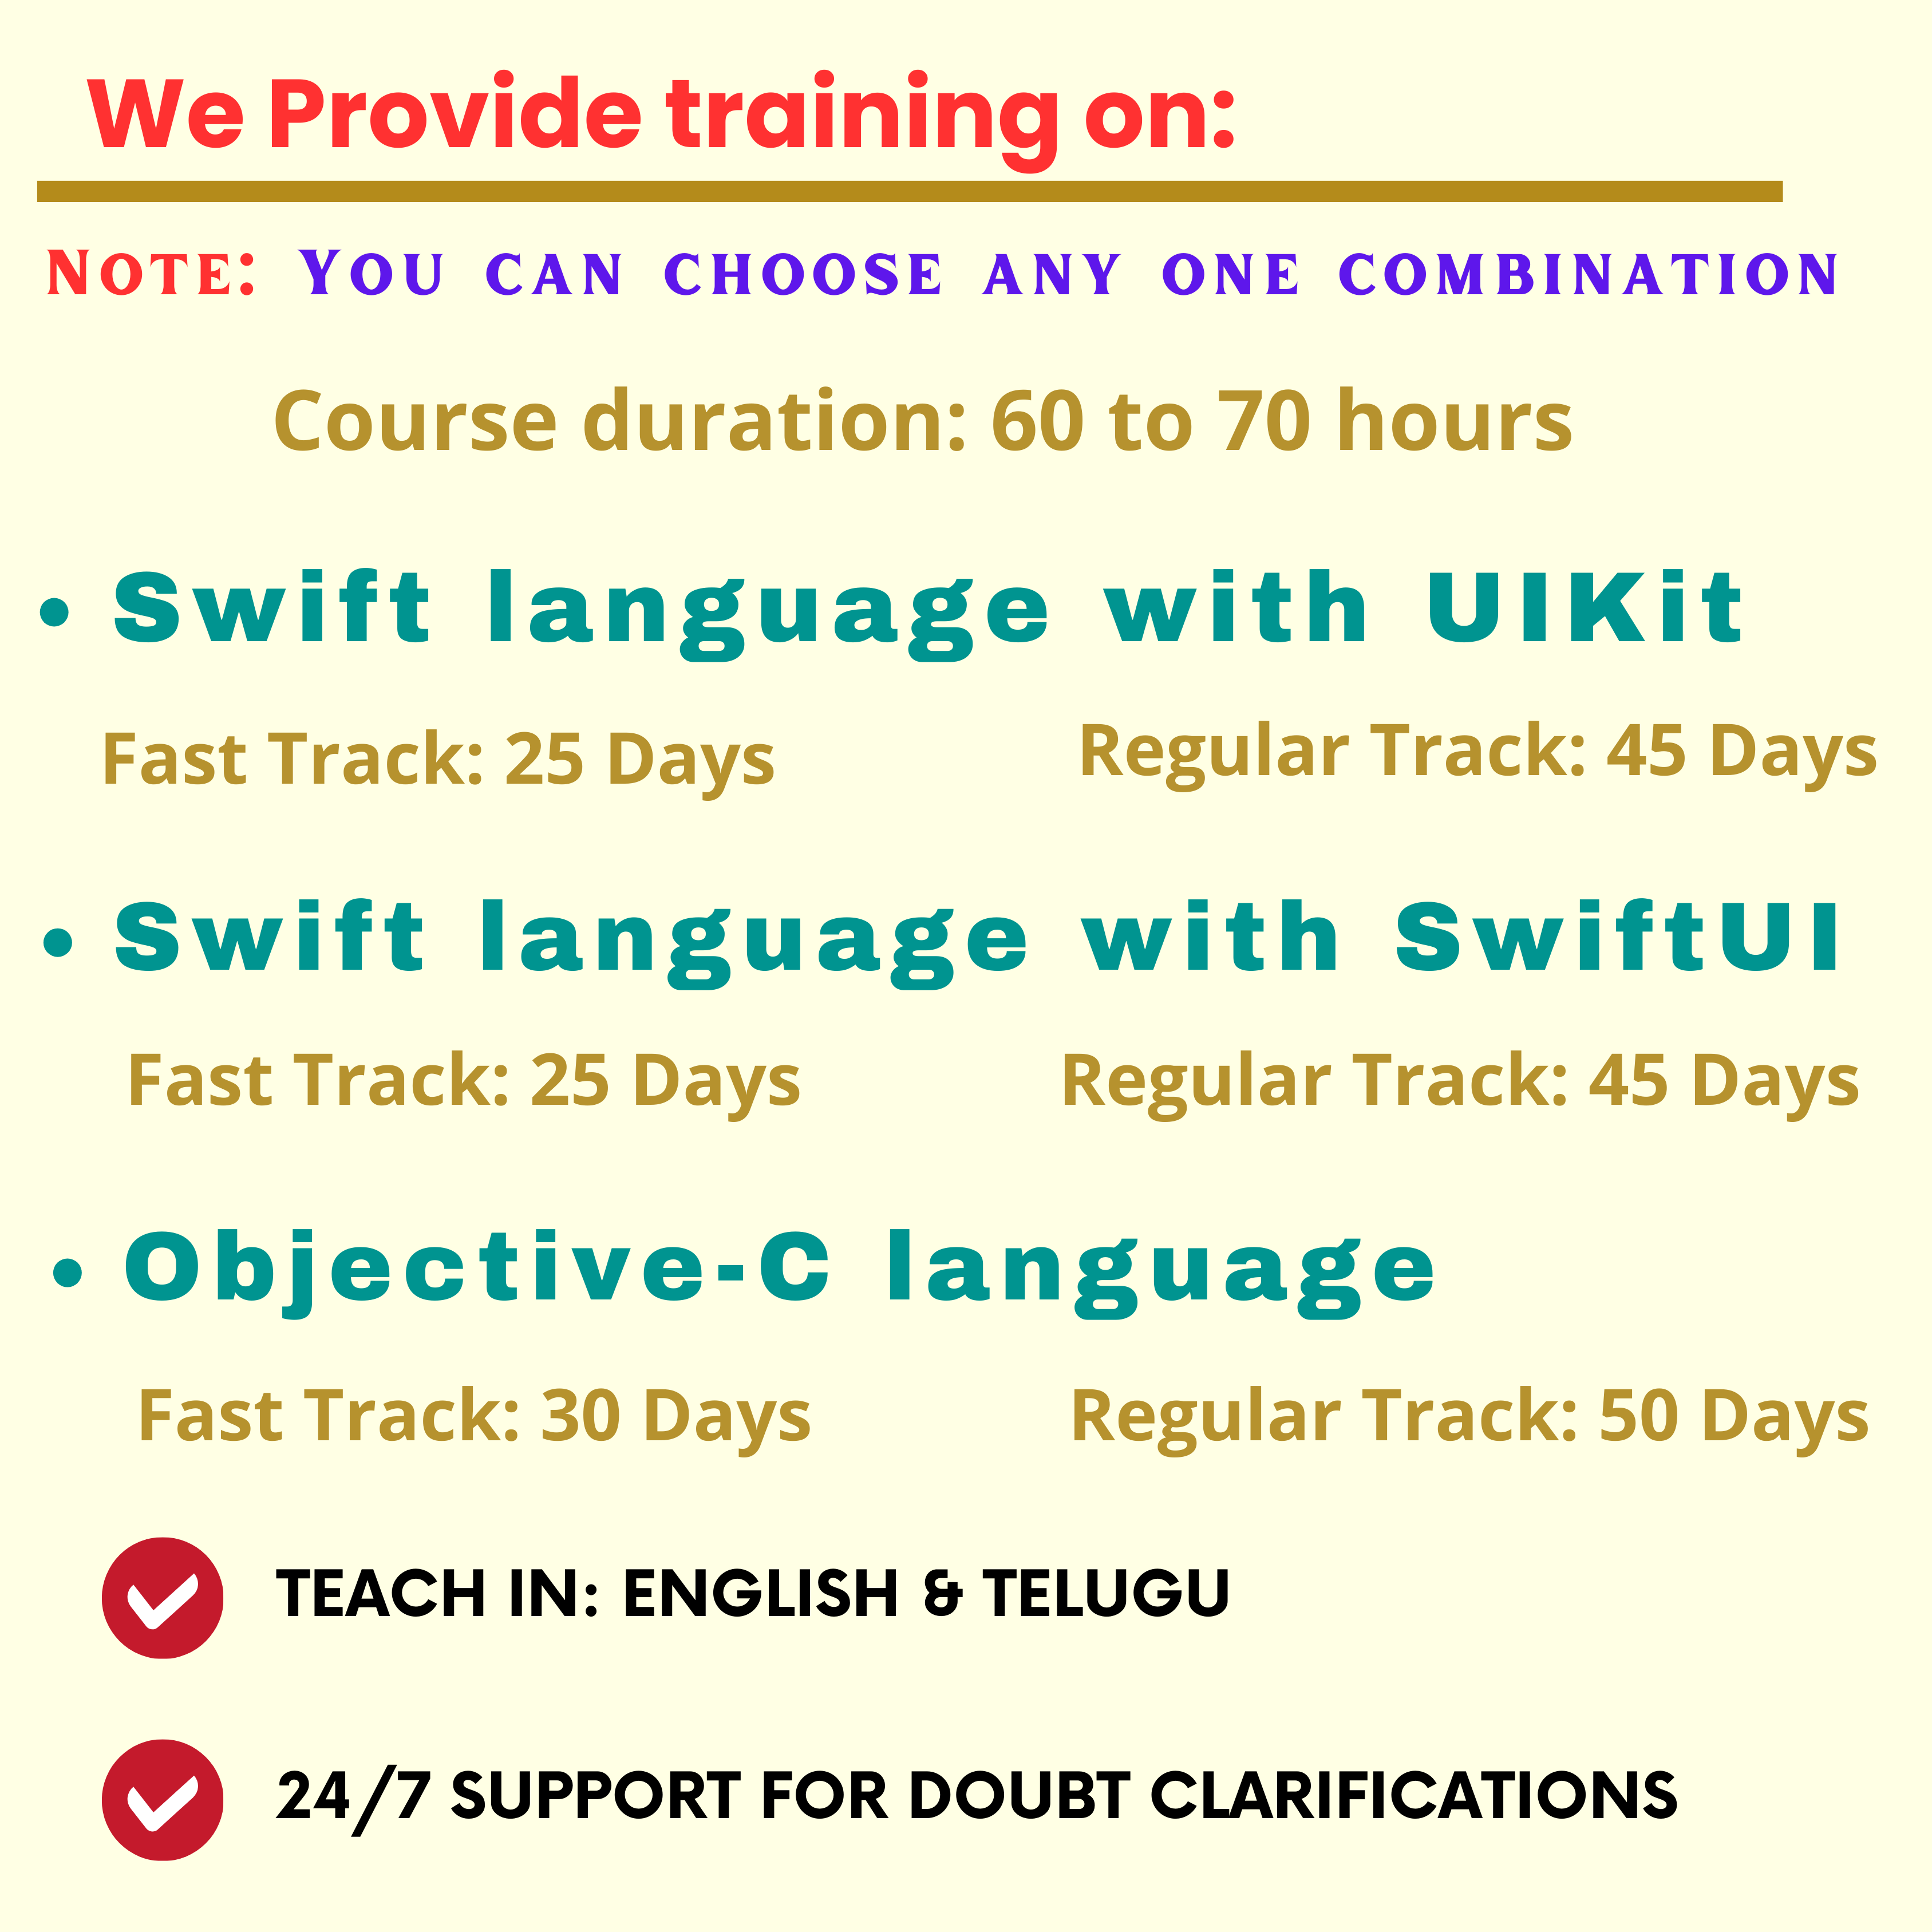 We Provide training on:
Note: You can choose any one combination
Course duration: 60 to 70 hours
• Swift language with UIKit
Fast Track: 25 Days Regular Track: 45 Days
• Swift language with SwiftUI
Fast Track: 25 Days Regular Track: 45 Days
• Objective-C language
Fast Track: 30 Days Regular Track: 50 Days
TEACH IN: ENGLISH & TELUGU
24/7 SUPPORT FOR DOUBT CLARIFICATIONS